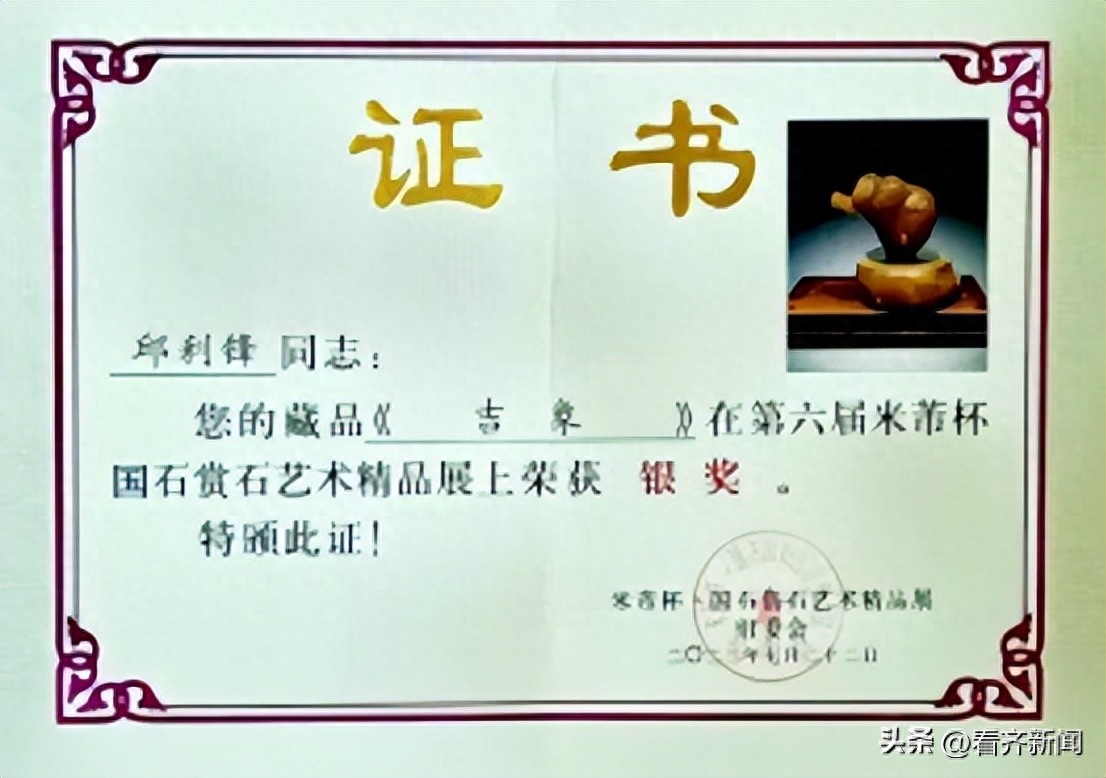 证 书
邱利锋 同志：
您的藏品《 吉 象 》在第六届米芾杯
国石赏石艺术精品展上荣获 银 奖 。
特颁此证！
米芾杯·国石赏石艺术精品展
组委会
头条 @看齐新闻